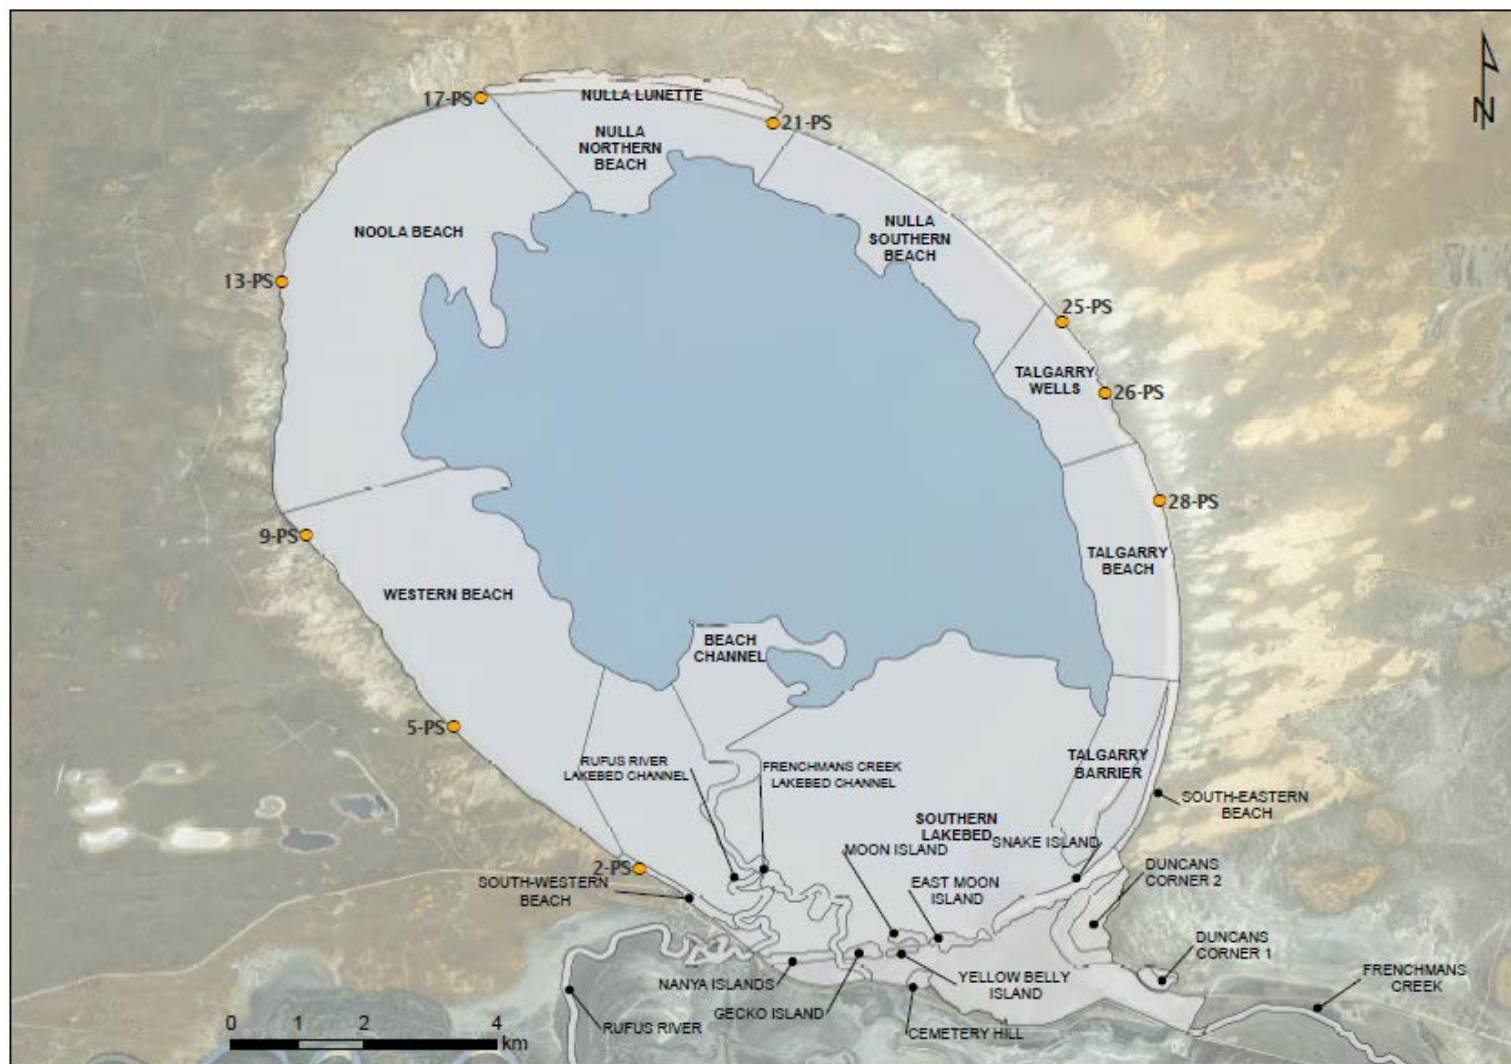 17-PS
NULLA LUNETTE
21-PS
NULLA
NORTHERN
BEACH
N
NOOLA BEACH
NULLA
SOUTHERN
BEACH
13-PS
25-PS
TALGARRY
WELLS
26-PS
28-PS
9-PS
TALGARRY
BEACH
WESTERN BEACH
BEACH
CHANNEL
5-PS
RUFUS RIVER
LAKEBED CHANNEL
FRENCHMANS CREEK
LAKEBED CHANNEL
TALGARRY
BARRIER
SOUTH-EASTERN
BEACH
SOUTHERN
LAKEBED
SNAKE ISLAND
MOON ISLAND
2-PS
SOUTH-WESTERN
BEACH
EAST MOON
ISLAND
DUNCANS
CORNER 2
DUNCANS
CORNER 1
NANYA ISLANDS
YELLOW BELLY
ISLAND
FRENCHMANS
CREEK
GECKO ISLAND
RUFUS RIVER
CEMETERY HILL
0 1 2 4
km